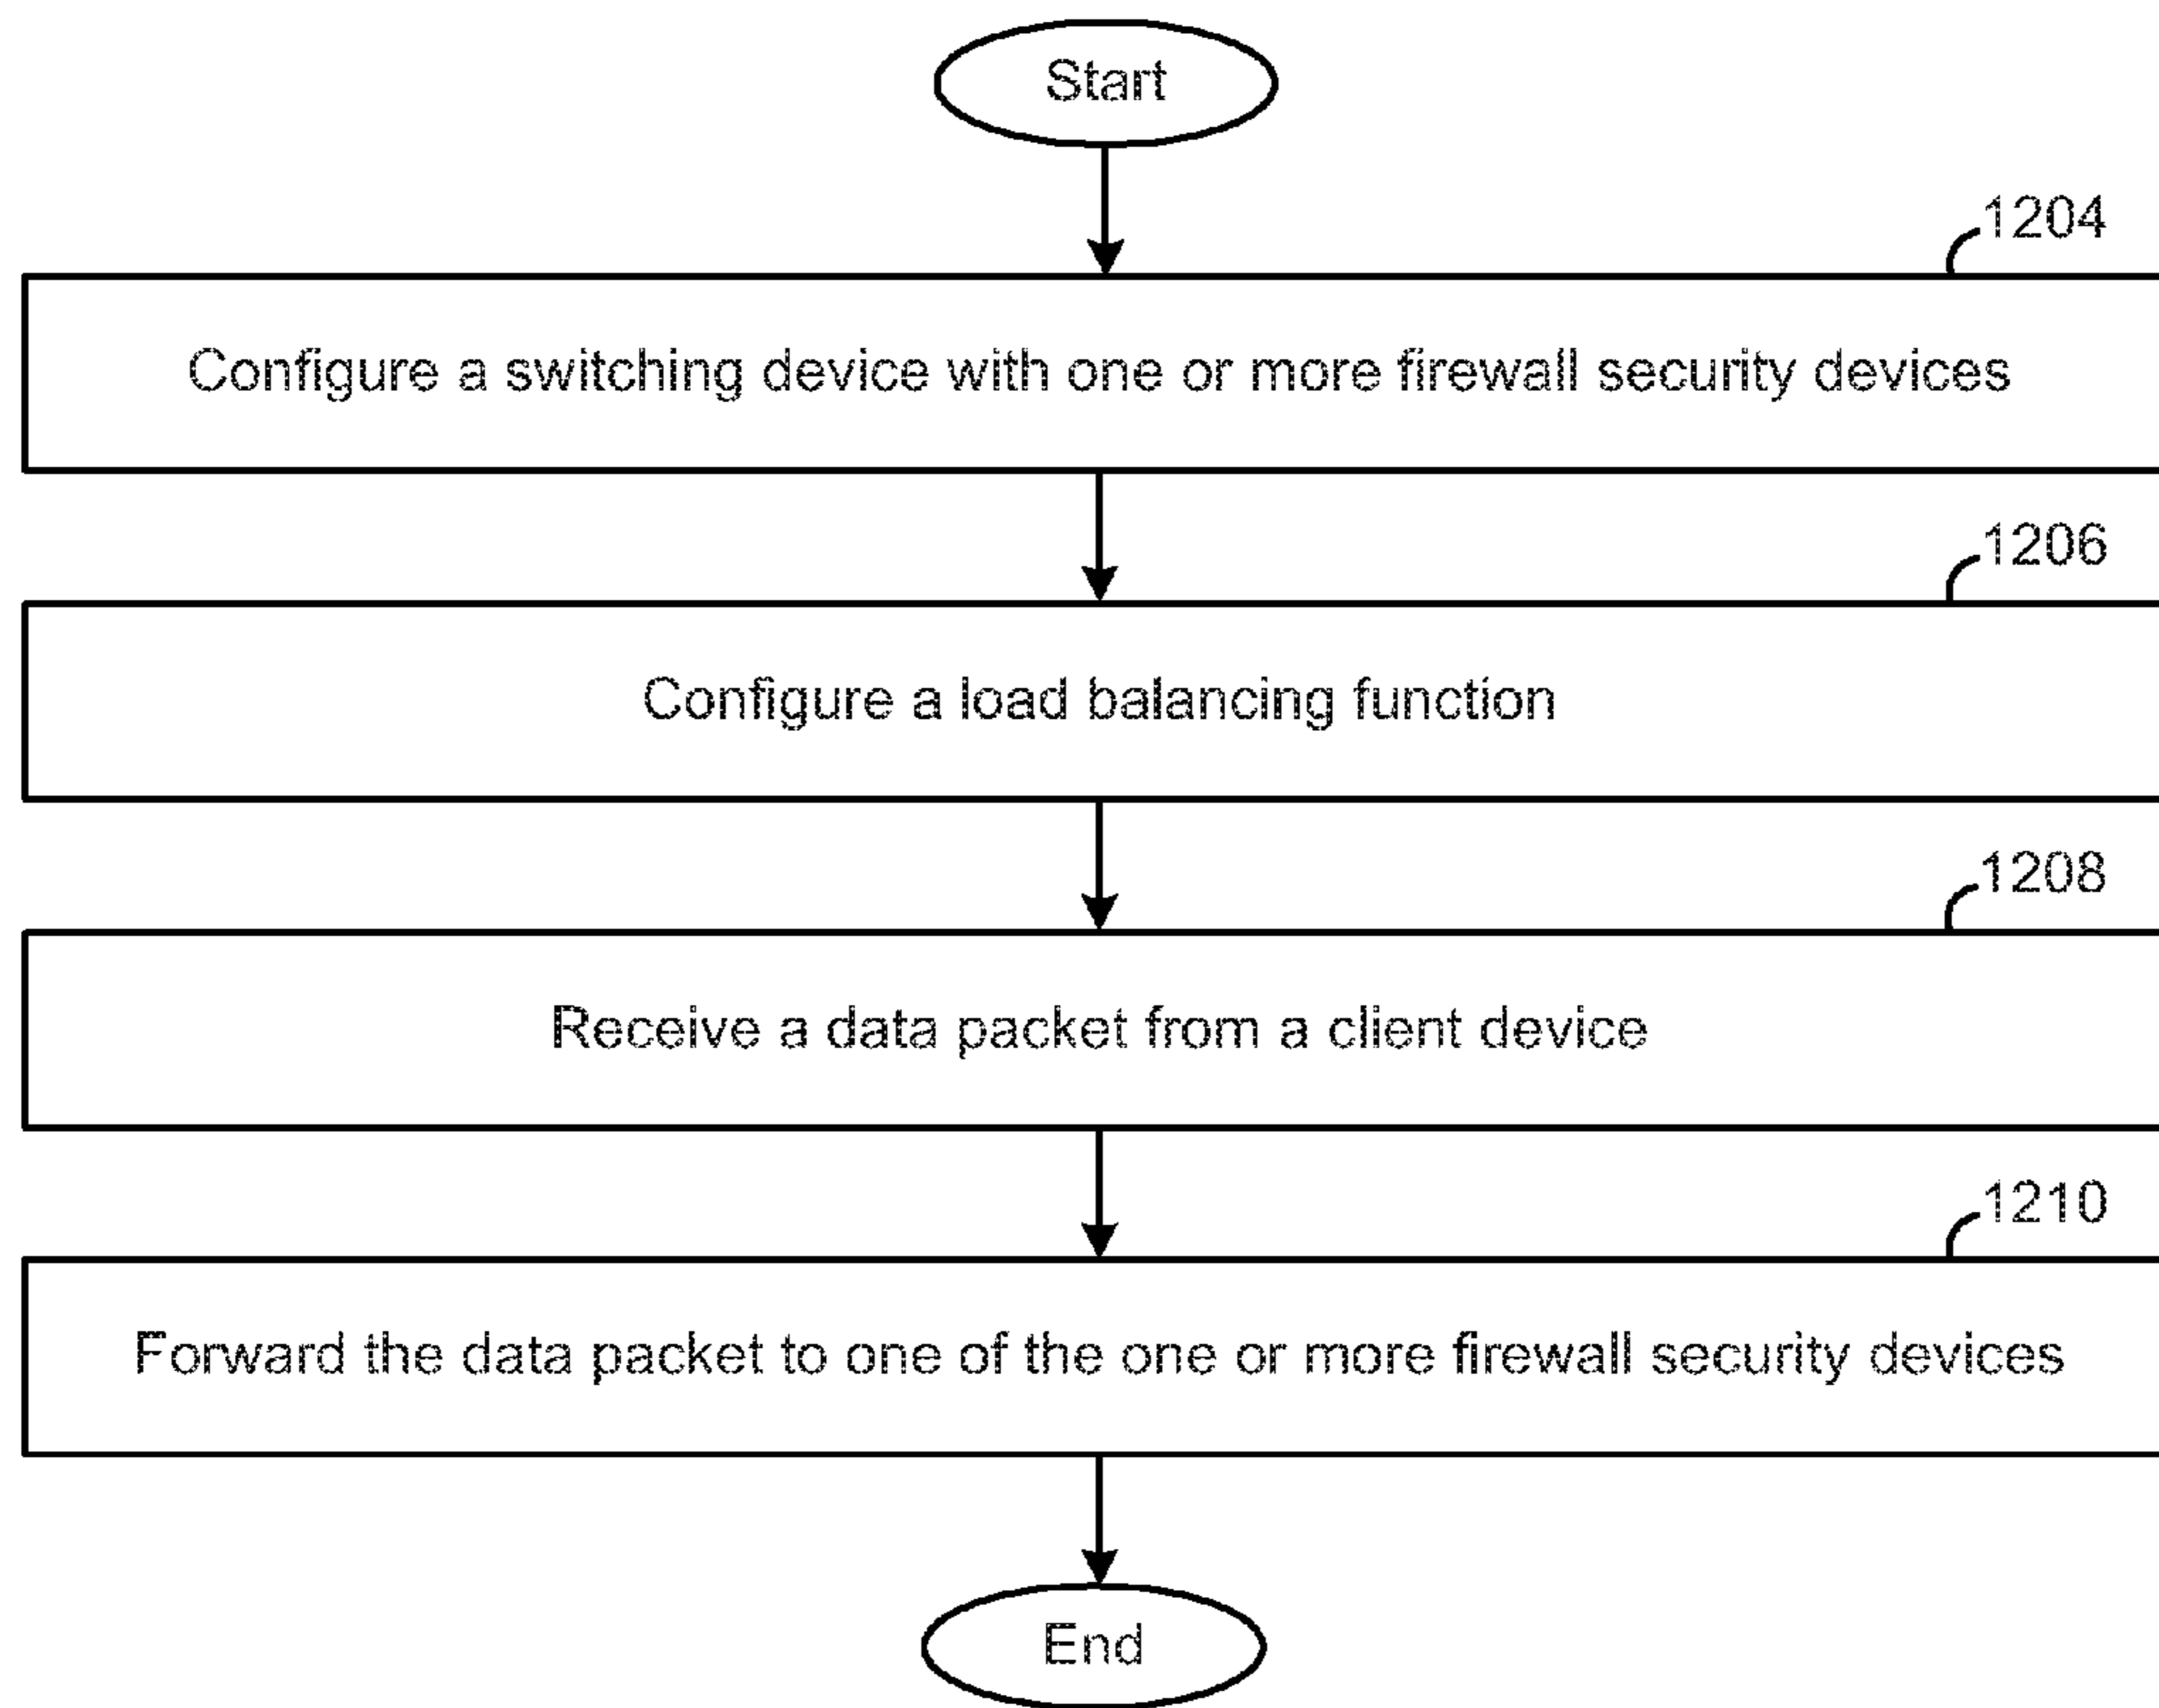 Start
1204
Configure a switching device with one or more firewall security devices
1206
Configure a load balancing function
1208
Receive a data packet from a client device
1210
Forward the data packet to one of the one or more firewall security devices
End